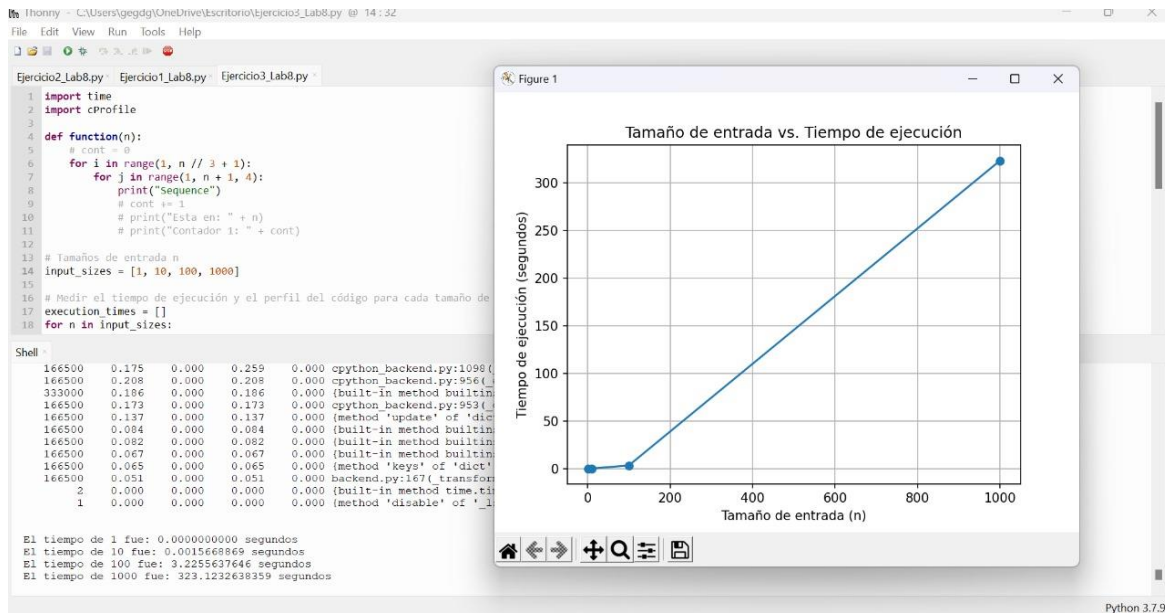 Thonny - C:\Users\gegdg\OneDrive\Escritorio\Ejercicio3_Lab8.py @ 14 : 32
File Edit View Run Tools Help
Ejercicio2_Lab8.py Ejercicio1_Lab8.py Ejercicio3_Lab8.py
1 import time
2 import cProfile
3
4 def function(n):
5 # cont = 0
6 for i in range(1, n // 3 + 1):
7 for j in range(1, n + 1, 4):
8 print("Sequence")
9 # cont += 1
10 # print("Esta en: " + n)
11 # print("Contador 1: " + cont)
12
13 # Tamaños de entrada n
14 input_sizes = [1, 10, 100, 1000]
15
16 # Medir el tiempo de ejecución y el perfil del código para cada tamaño de
17 execution_times = []
18 for n in input_sizes:
Shell
166500 0.175 0.000 0.259 0.000 cpython_backend.py:1098(
166500 0.208 0.000 0.208 0.000 cpython_backend.py:956(_
333000 0.186 0.000 0.186 0.000 {built-in method builtin
166500 0.173 0.000 0.173 0.000 cpython_backend.py:953(_
166500 0.137 0.000 0.137 0.000 {method 'update' of 'dic
166500 0.084 0.000 0.084 0.000 {built-in method builtin
166500 0.082 0.000 0.082 0.000 {built-in method builtin
166500 0.067 0.000 0.067 0.000 {built-in method builtin
166500 0.065 0.000 0.065 0.000 {method 'keys' of 'dict'
166500 0.051 0.000 0.051 0.000 backend.py:167(_transfor
2 0.000 0.000 0.000 0.000 {built-in method time.ti
1 0.000 0.000 0.000 0.000 {method 'disable' of '_l
El tiempo de 1 fue: 0.0000000000 segundos
El tiempo de 10 fue: 0.0015668869 segundos
El tiempo de 100 fue: 3.2255637646 segundos
El tiempo de 1000 fue: 323.1232638359 segundos
Figure 1
Tamaño de entrada vs. Tiempo de ejecución
Tiempo de ejecución (segundos)
300
250
200
150
100
50
0
0 200 400 600 800 1000
Tamaño de entrada (n)
Python 3.7.9